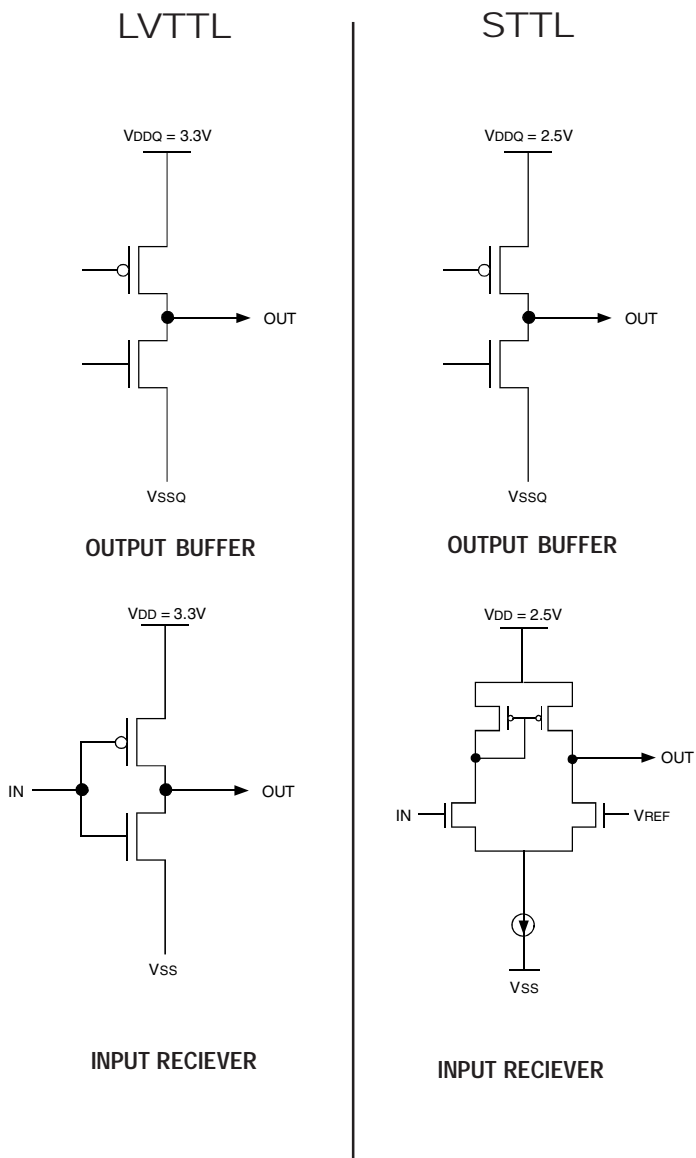 LVTTL
VDDQ = 3.3V
OUT
VSSQ
OUTPUT BUFFER
VDD = 3.3V
IN
OUT
VSS
INPUT RECIEVER
STTL
VDDQ = 2.5V
OUT
VSSQ
OUTPUT BUFFER
VDD = 2.5V
OUT
IN
VREF
VSS
INPUT RECIEVER